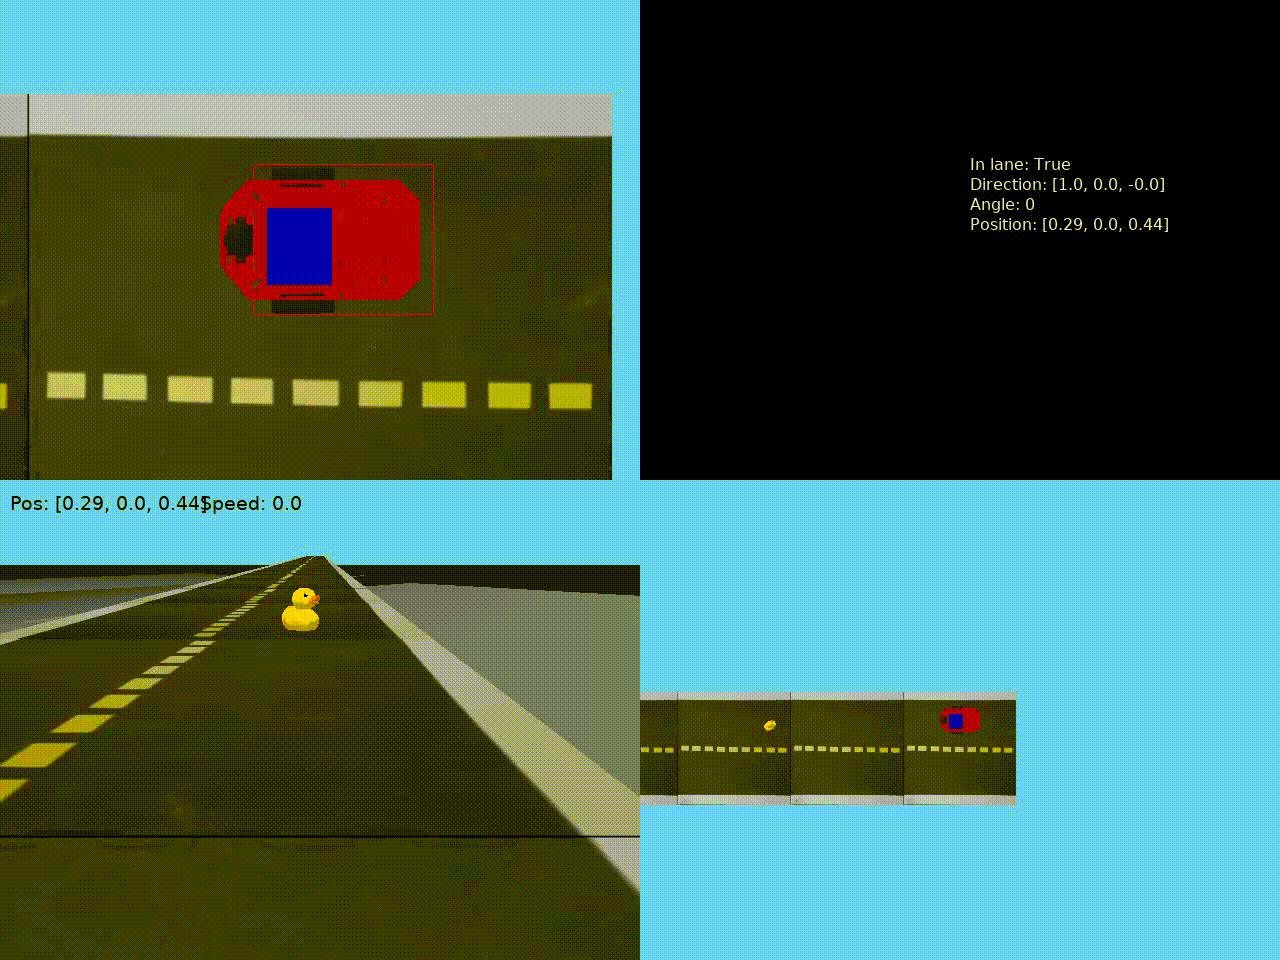 In lane: True
Direction: [1.0, 0.0, -0.0]
Angle: 0
Position: [0.29, 0.0, 0.44]
Pos: [0.29, 0.0, 0.44] Speed: 0.0